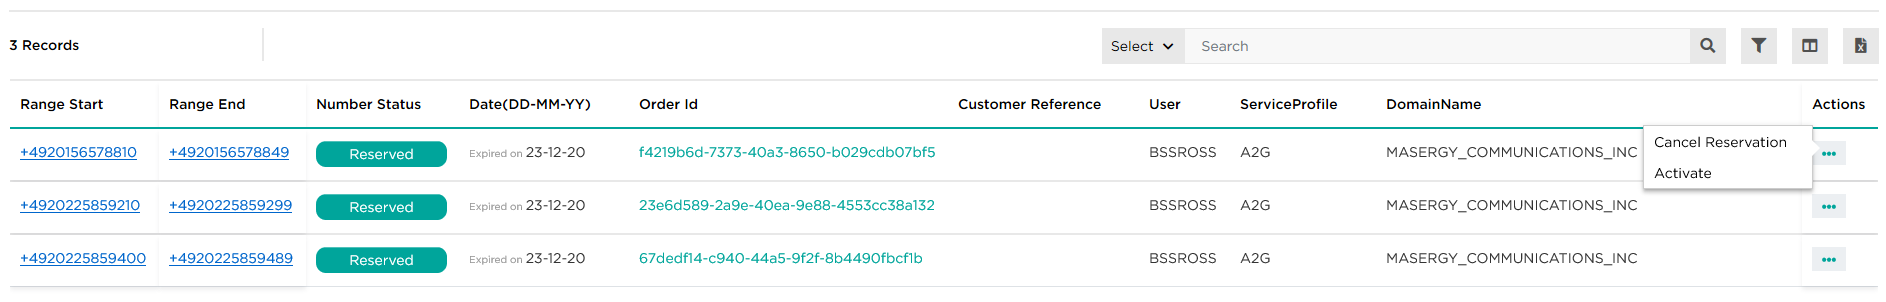 3 Records
Select
Search
Range Start Range End Number Status Date(DD-MM-YY) Order Id Customer Reference User ServiceProfile DomainName Actions
+4920156578810 +4920156578849 Reserved Expired on 23-12-20 f4219b6d-7373-40a3-8650-b029cdb07bf5 BSSROSS A2G MASERGY_COMMUNICATIONS_INC
Cancel Reservation
Activate
+4920225859210 +4920225859299 Reserved Expired on 23-12-20 23e6d589-2a9e-40ea-9e88-4553cc38a132 BSSROSS A2G MASERGY_COMMUNICATIONS_INC
+4920225859400 +4920225859489 Reserved Expired on 23-12-20 67dedf14-c940-44a5-9f2f-8b4490fbcf1b BSSROSS A2G MASERGY_COMMUNICATIONS_INC